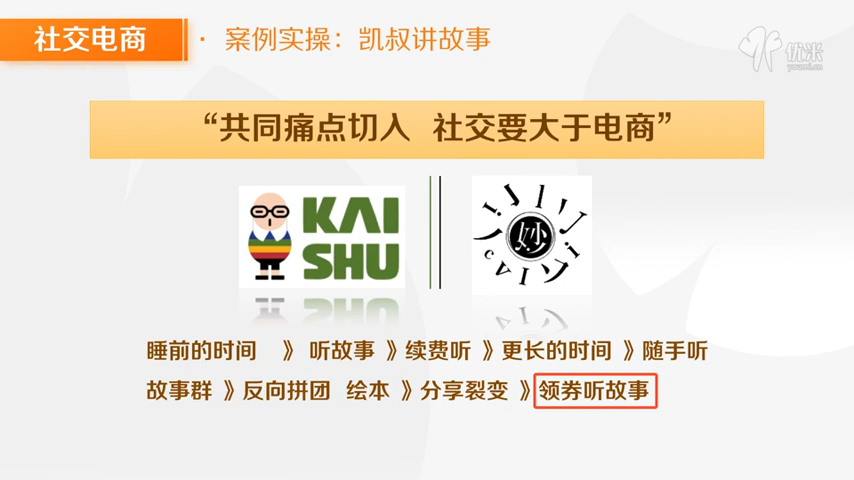 社交电商
· 案例实操：凯叔讲故事
优米
youmi.cn
“共同痛点切入 社交要大于电商”
KAI
SHU
妙
睡前的时间 》 听故事 》续费听 》更长的时间 》随手听
故事群 》反向拼团 绘本 》分享裂变 》领券听故事